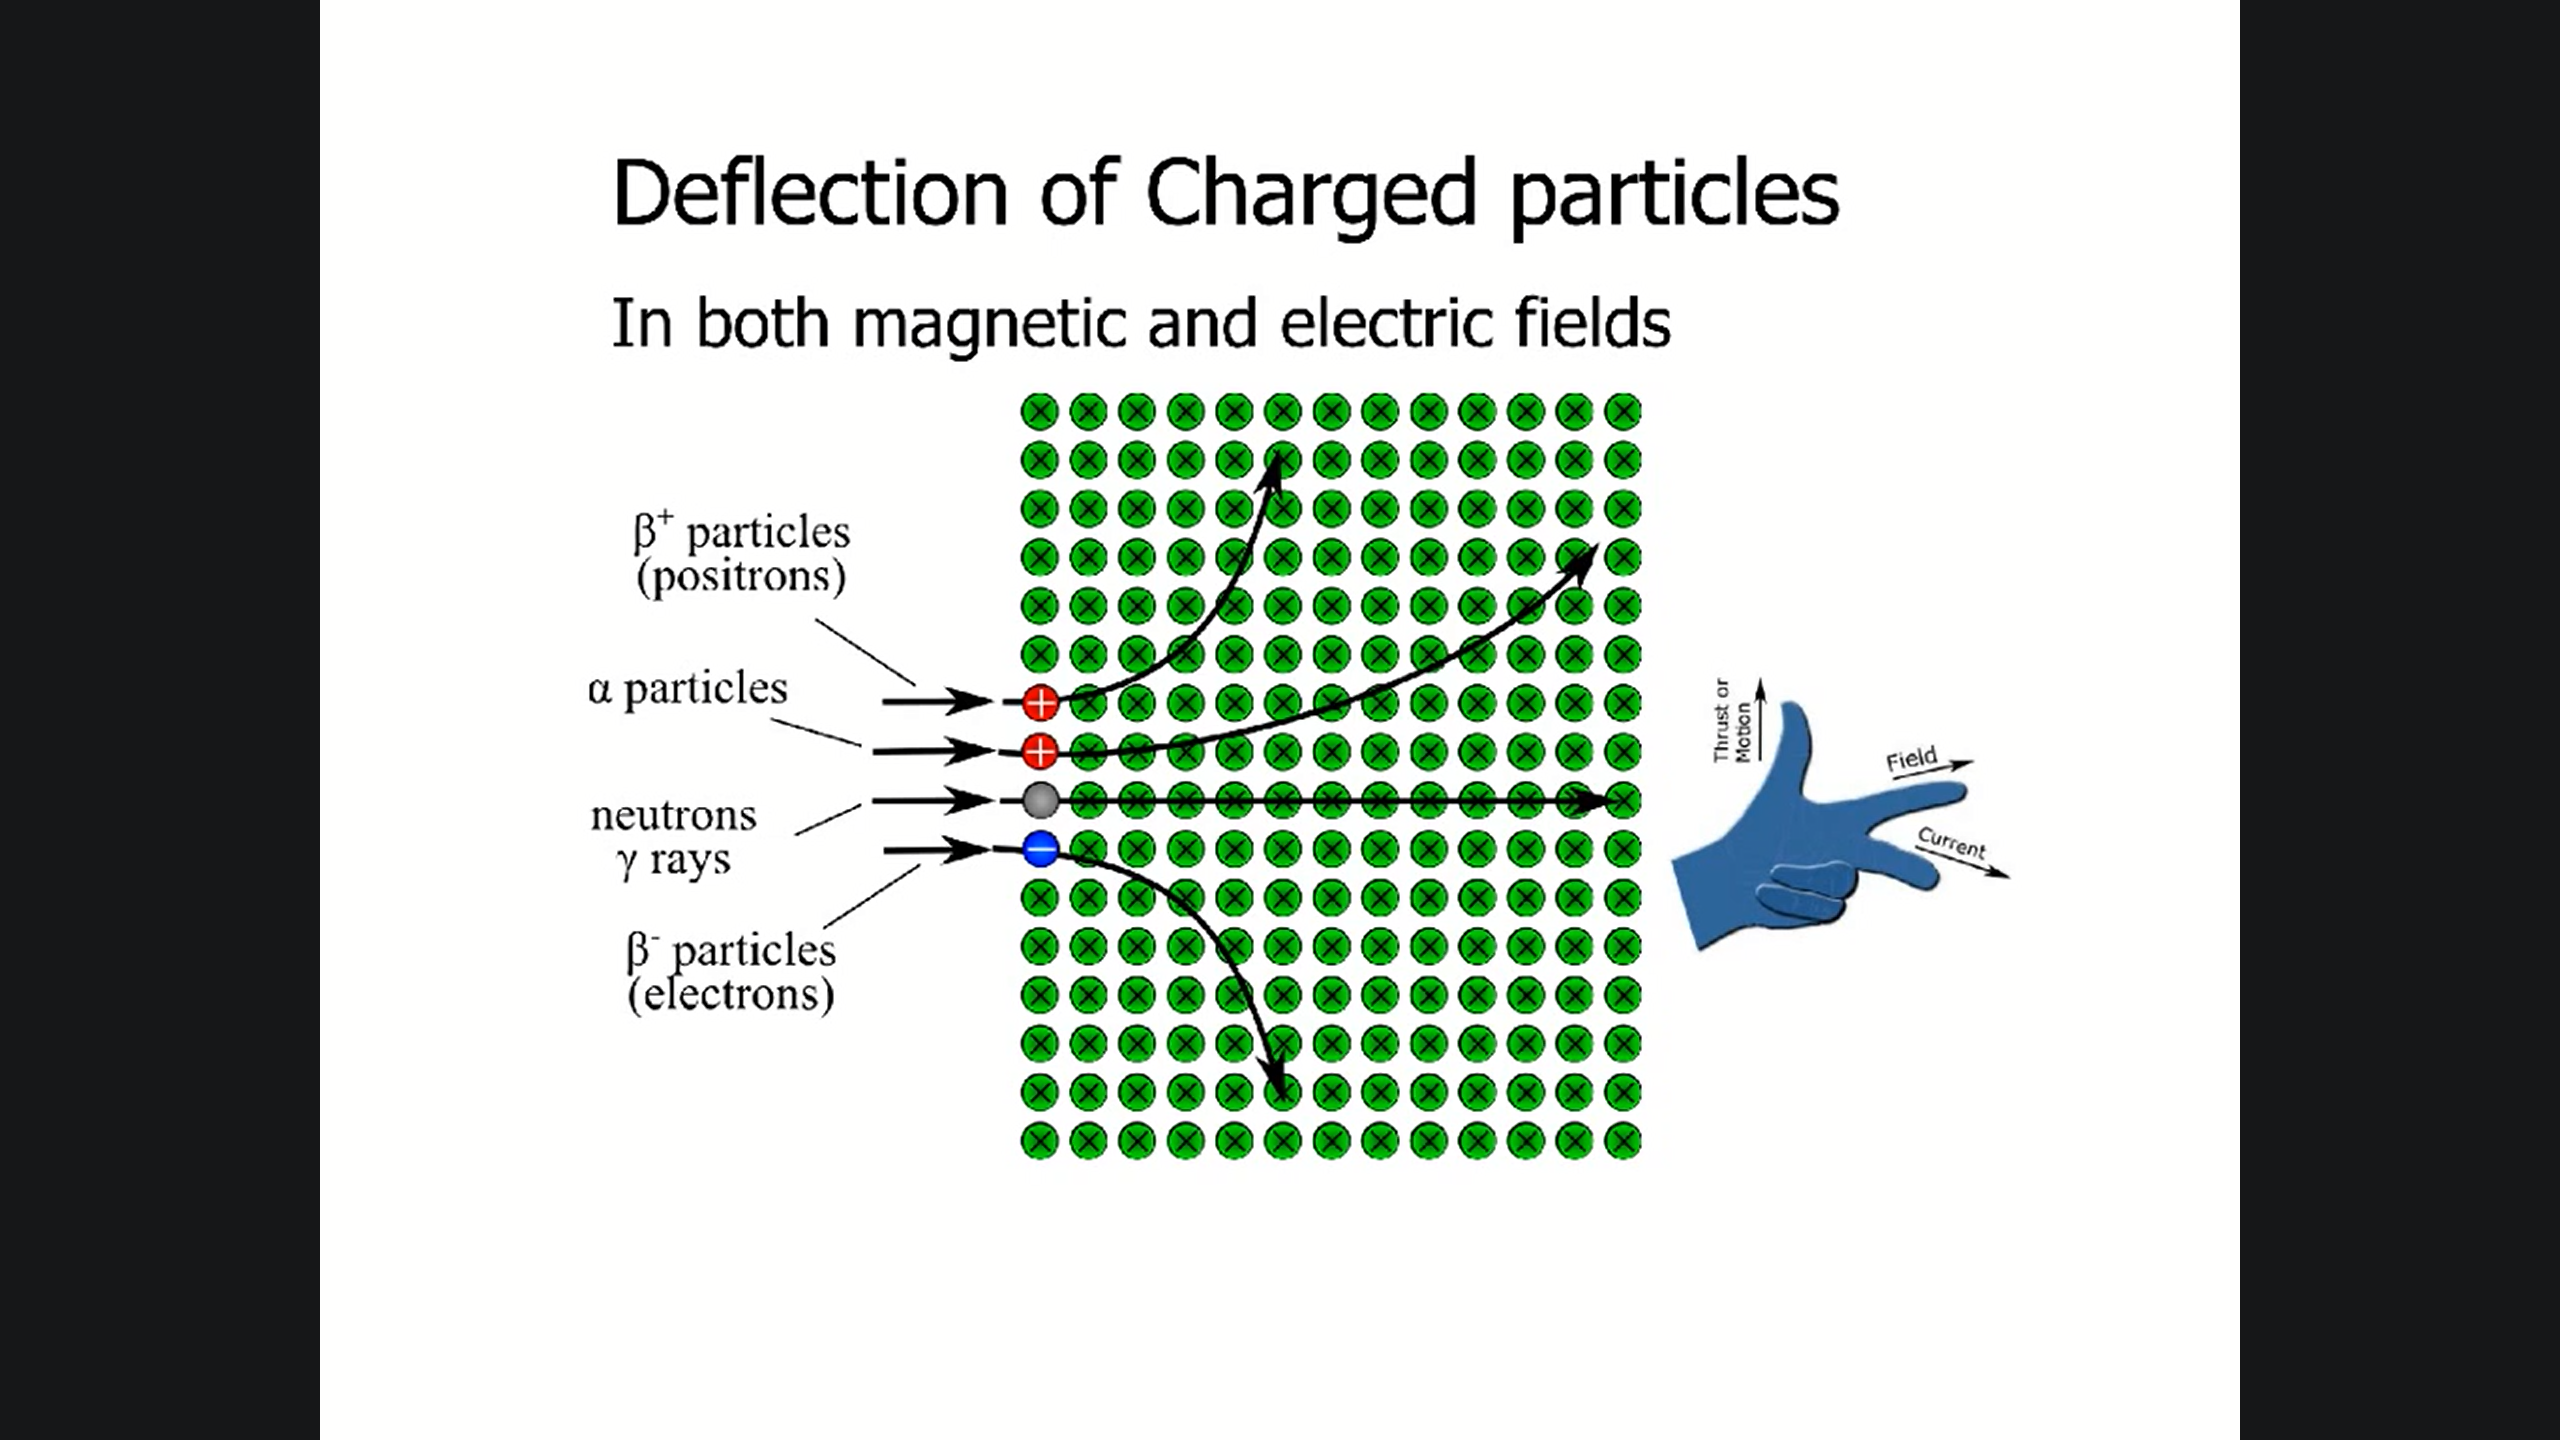 Deflection of Charged particles
In both magnetic and electric fields
β⁺ particles
(positrons)
α particles
neutrons
γ rays
β⁻ particles
(electrons)
Thrust or
Motion
Field
Current